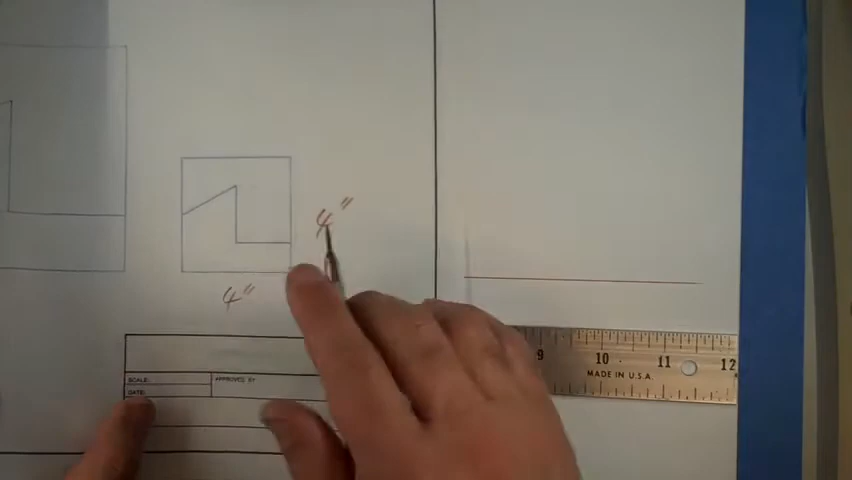 4"
4"
SCALE:
APPROVED BY
DATE:
9 10 11 12
MADE IN U.S.A.